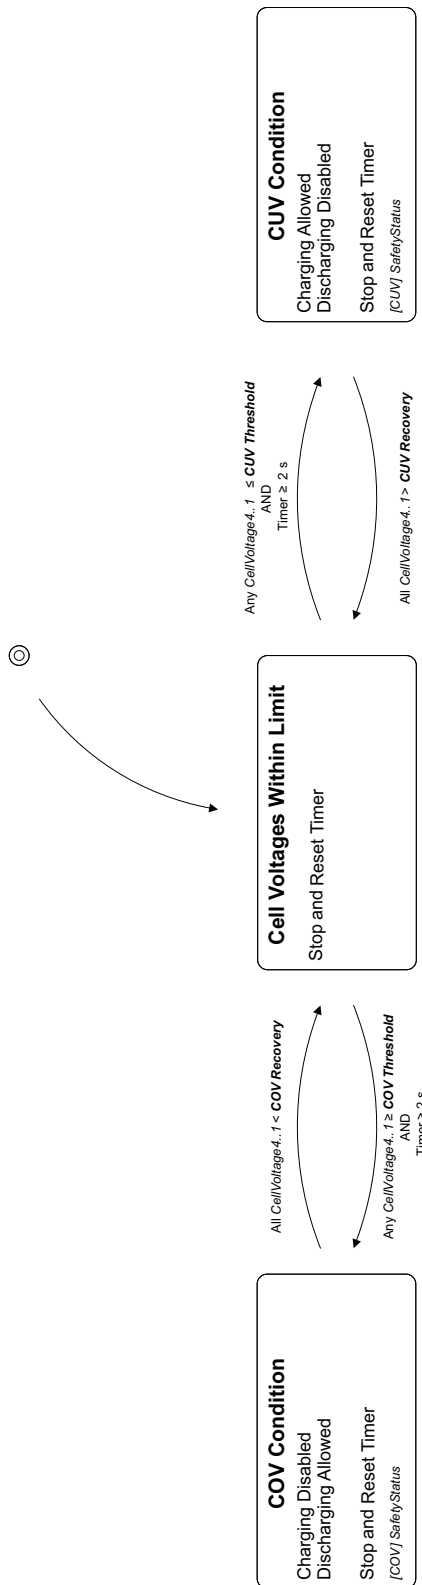 COV Condition
Charging Disabled
Discharging Allowed
Stop and Reset Timer
[COV] SafetyStatus
All CellVoltage4..1 < COV Recovery
Any CellVoltage4..1 ≥ COV Threshold
AND
Timer ≥ 2 s
Cell Voltages Within Limit
Stop and Reset Timer
Any CellVoltage4..1 ≤ CUV Threshold
AND
Timer ≥ 2 s
All CellVoltage4..1 > CUV Recovery
CUV Condition
Charging Allowed
Discharging Disabled
Stop and Reset Timer
[CUV] SafetyStatus